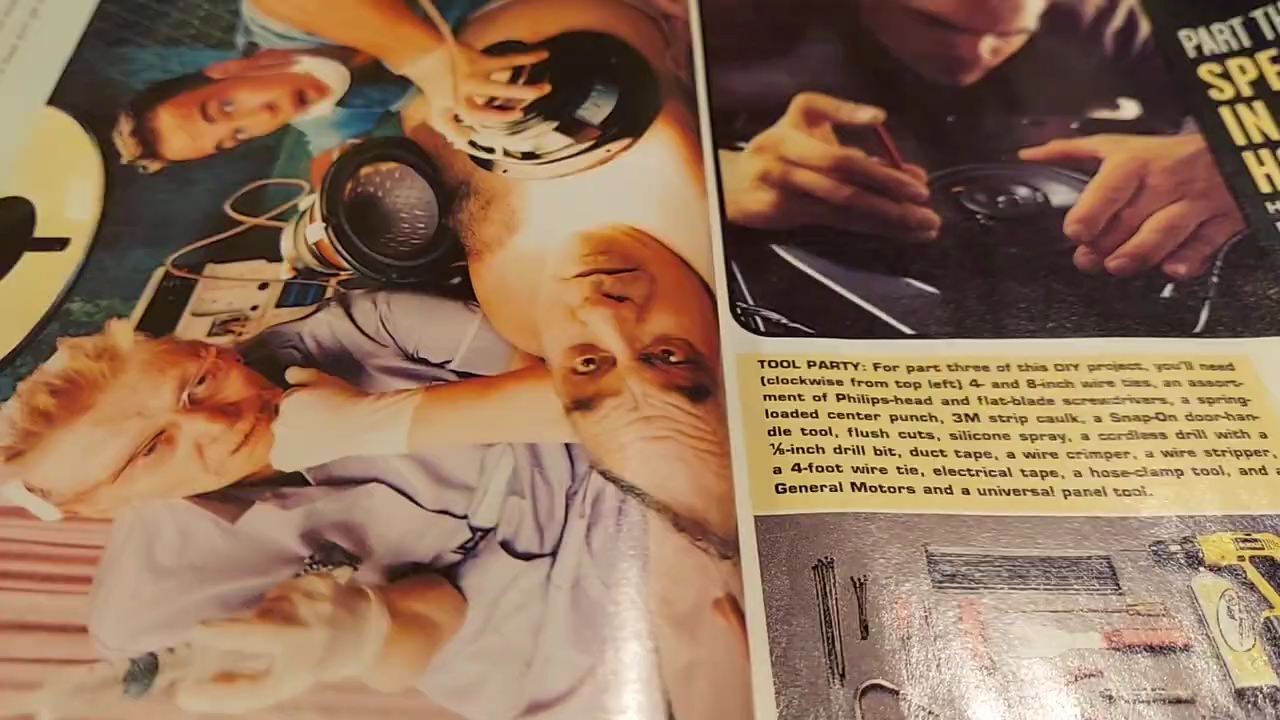 PART
SPE
IN
H
TOOL PARTY: For part three of this DIY project, you'll need
(clockwise from top left) 4- and 8-inch wire ties, an assort-
ment of Philips-head and flat-blade screwdrivers, a spring-
loaded center punch, 3M strip caulk, a Snap-On door-han-
dle tool, flush cuts, silicone spray, a cordless drill with a
⅛-inch drill bit, duct tape, a wire crimper, a wire stripper,
a 4-foot wire tie, electrical tape, a hose-clamp tool, and a
General Motors and a universal panel tool.